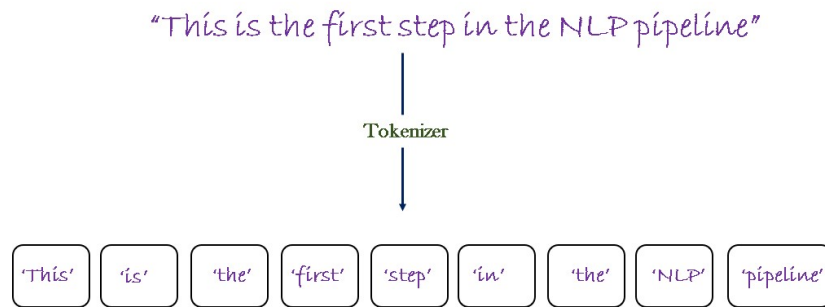 “This is the first step in the NLP pipeline”
Tokenizer
‘This’ ‘is’ ‘the’ ‘first’ ‘step’ ‘in’ ‘the’ ‘NLP’ ‘pipeline’